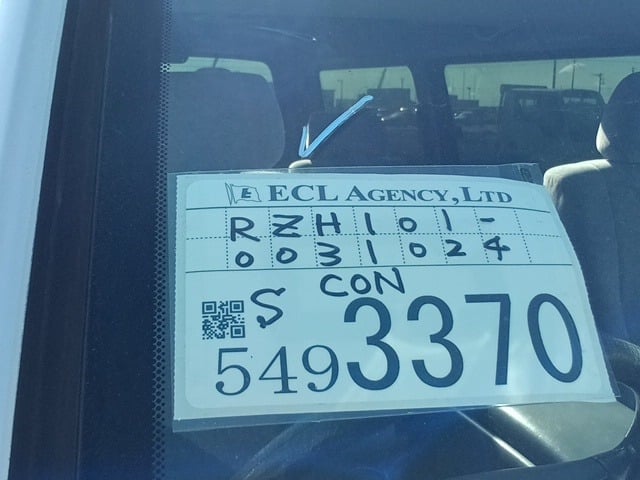 ECL AGENCY, LTD
RZH101-
0031024
S CON
5493370